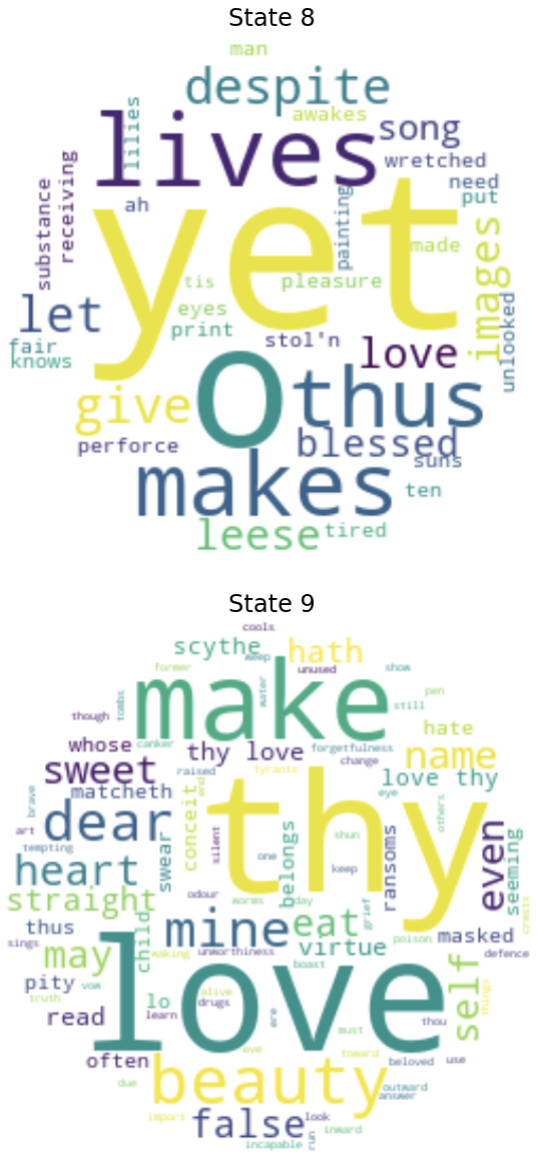 State 8
man
despite
awakes
lilies
lives
song
wretched
need
put
receiving
substance
ah
painting
yet
made
images
tis
pleasure
let
eyes
print
stol'n
fair
knows
love
unlooked
o
thus
give
blessed
perforce
suns
makes
ten
leese
tired
State 9
cools
scythe
weep
hath
former
unused
show
make
water
pen
tombs
still
though
hate
whose
canker
thy love
forgetfulness
name
sweet
raised
change
tyrants
love thy
matcheth
end
eye
brave
conceit
thy
others
art
dear
silent
shun
tempting
swear
belongs
one
ransoms
even
seeming
heart
keep
odour
straight
worms
day
grief
crests
thus
child
mine
eat
virtue
poison
masked
sings
may
making
unworthiness
defence
boast
pity
vow
love
self
things
truth
lo
alive
drugs
read
learn
ere
thou
must
often
eve
toward
beloved
use
due
beauty
outward
answer
import
false
look
run
inward
incapable